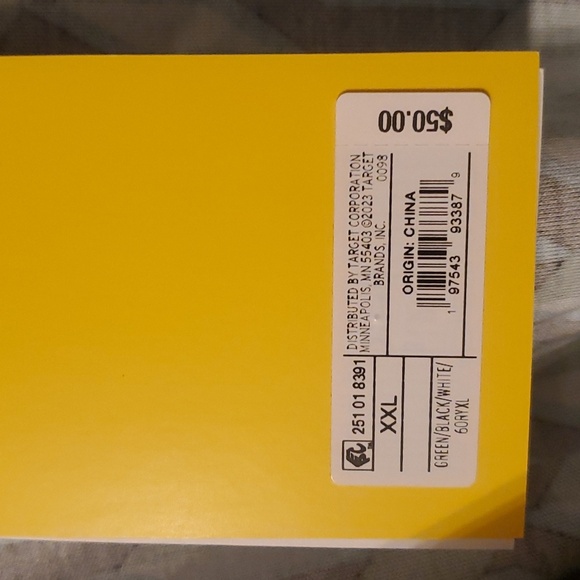 $50.00
DISTRIBUTED BY TARGET CORPORATION
MINNEAPOLIS, MN 55403 ©2023 TARGET
BRANDS, INC. 0098
ORIGIN: CHINA
1 97543 93387 9
251 01 8391
XXL
GREEN/BLACK/WHITE/
60RYXL